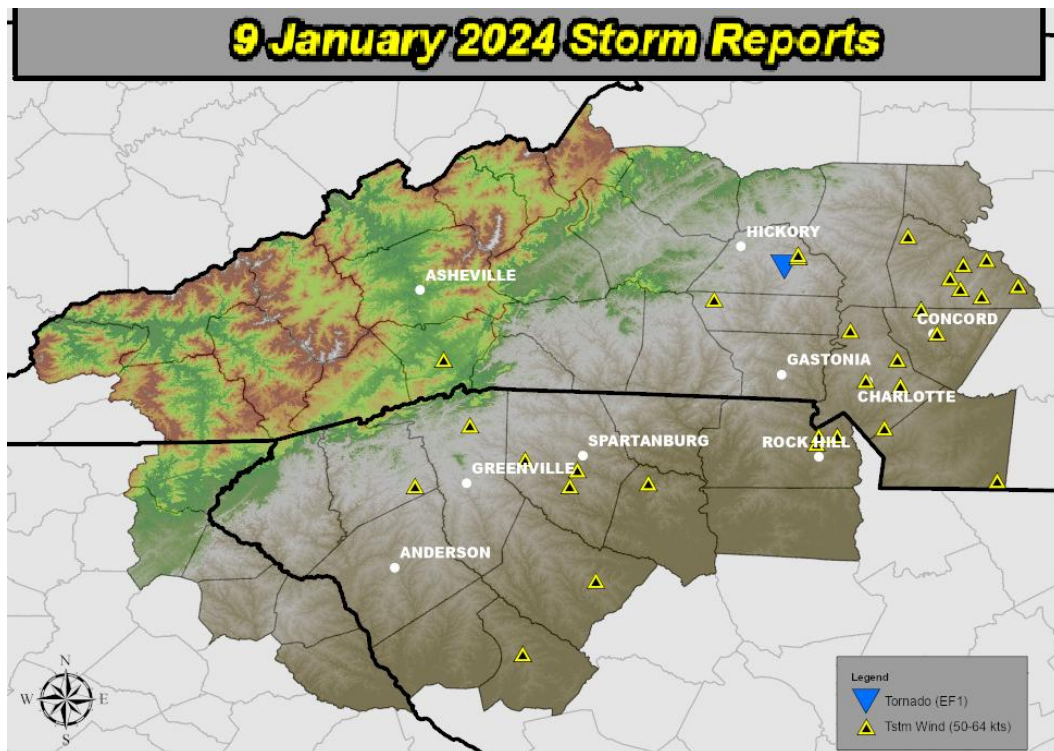 9 January 2024 Storm Reports
HICKORY
ASHEVILLE
CONCORD
GASTONIA
CHARLOTTE
SPARTANBURG
ROCK HILL
GREENVILLE
ANDERSON
N
W E
S
Legend
Tornado (EF1)
Tstm Wind (50-64 kts)